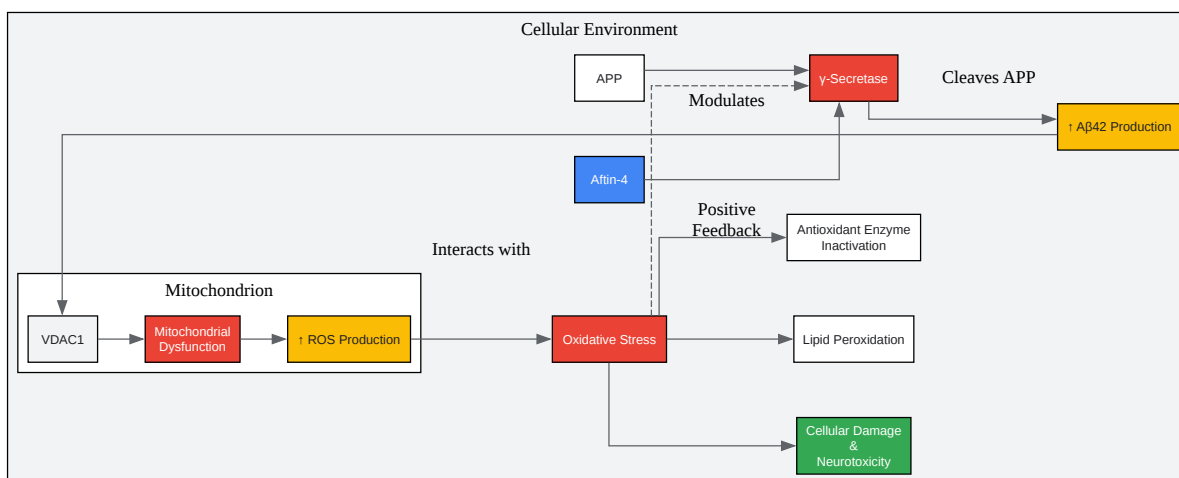 Cellular Environment
APP
γ-Secretase
Cleaves APP
Modulates
↑ Aβ42 Production
Aftin-4
Positive
Feedback
Antioxidant Enzyme
Inactivation
Interacts with
Mitochondrion
VDAC1
Mitochondrial
Dysfunction
↑ ROS Production
Oxidative Stress
Lipid Peroxidation
Cellular Damage
&
Neurotoxicity